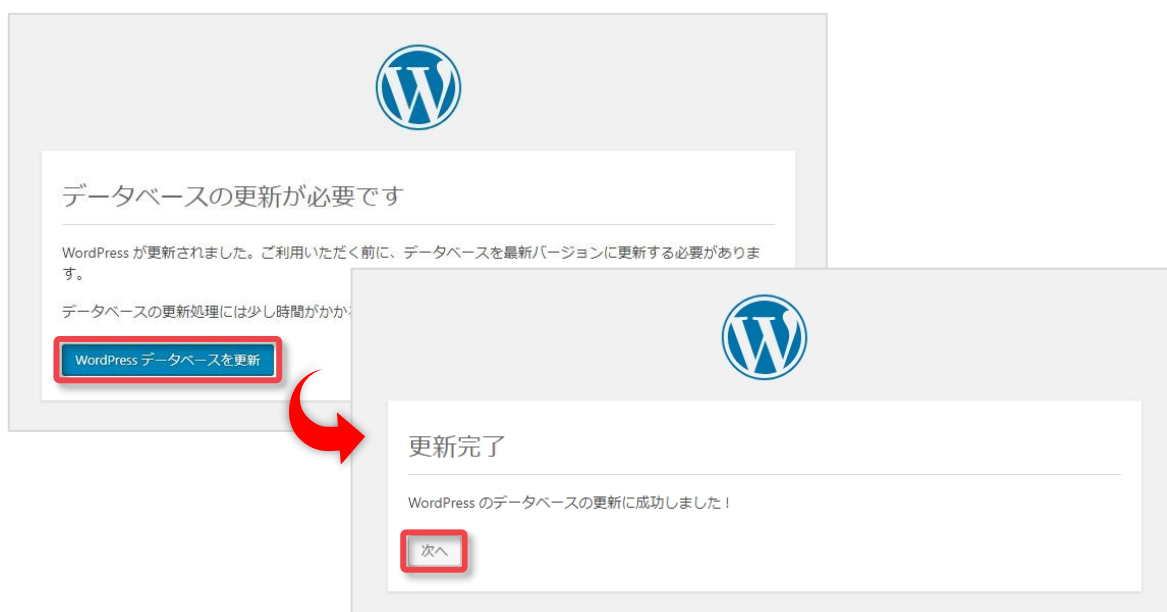 データベースの更新が必要です
WordPress が更新されました。ご利用いただく前に、データベースを最新バージョンに更新する必要がありま
す。
データベースの更新処理には少し時間がかか
WordPress データベースを更新
更新完了
WordPress のデータベースの更新に成功しました !
次へ